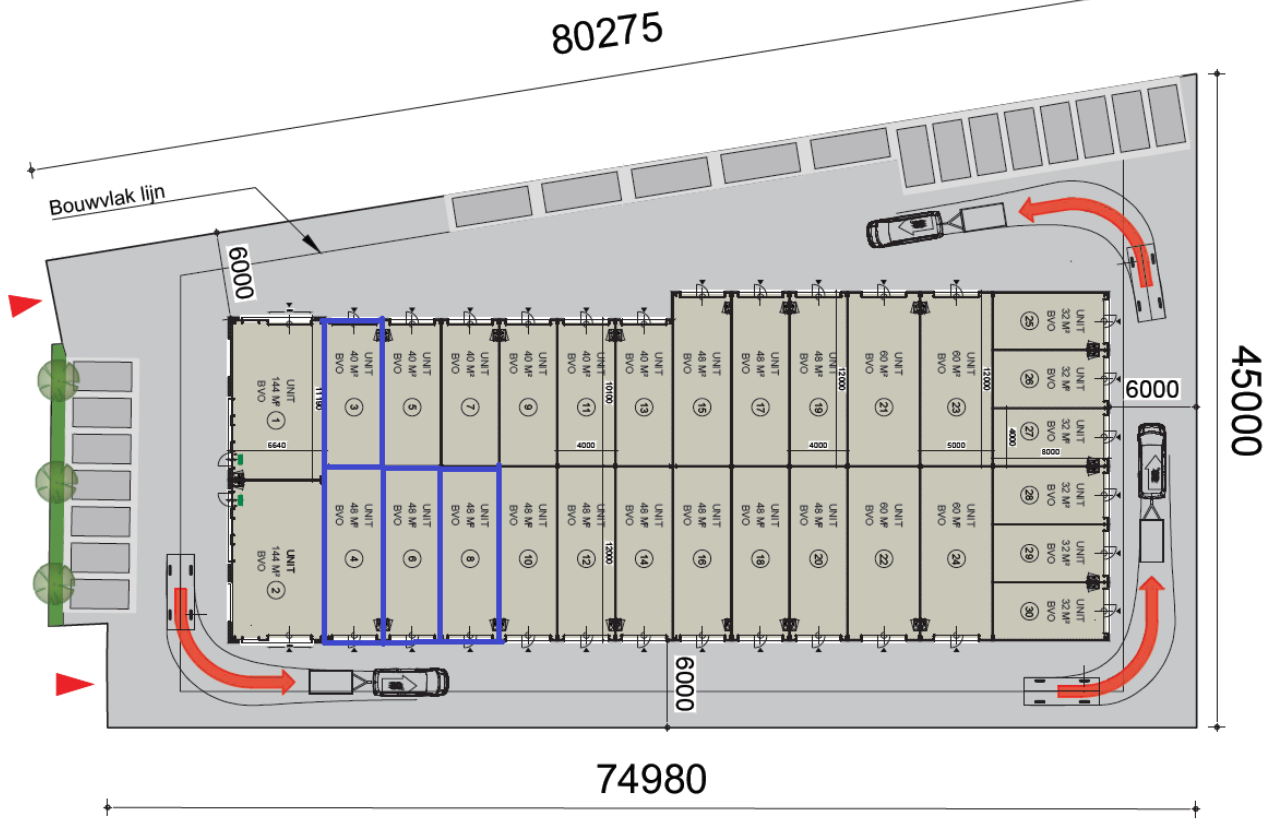 80275
Bouwvlak lijn
6000
45000
6000
6000
74980
UNIT
144 M²
BVO
1
UNIT
40 M²
BVO
3
UNIT
40 M²
BVO
5
UNIT
40 M²
BVO
7
UNIT
40 M²
BVO
9
UNIT
40 M²
BVO
11
UNIT
40 M²
BVO
13
UNIT
48 M²
BVO
15
UNIT
48 M²
BVO
17
UNIT
48 M²
BVO
19
UNIT
60 M²
BVO
21
UNIT
60 M²
BVO
23
UNIT
32 M²
BVO
25
UNIT
32 M²
BVO
26
UNIT
32 M²
BVO
27
11190
10100
12000
12000
6640
4000
4000
5000
4000
8000
UNIT
144 M²
BVO
2
UNIT
48 M²
BVO
4
UNIT
48 M²
BVO
6
UNIT
48 M²
BVO
8
UNIT
48 M²
BVO
10
UNIT
48 M²
BVO
12
UNIT
48 M²
BVO
14
UNIT
48 M²
BVO
16
UNIT
48 M²
BVO
18
UNIT
48 M²
BVO
20
UNIT
60 M²
BVO
22
UNIT
60 M²
BVO
24
UNIT
32 M²
BVO
28
UNIT
32 M²
BVO
29
UNIT
32 M²
BVO
30
12000